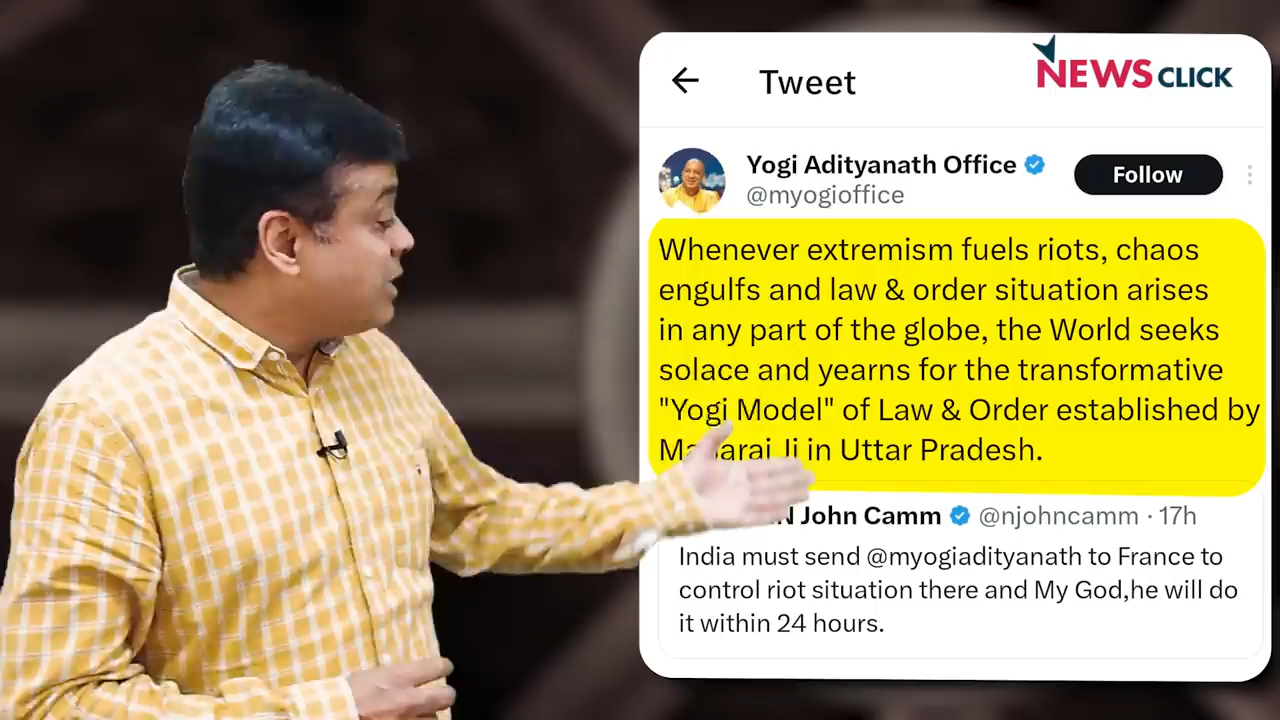 NEWS CLICK
Tweet
Yogi Adityanath Office
Follow
@myogioffice
Whenever extremism fuels riots, chaos
engulfs and law & order situation arises
in any part of the globe, the World seeks
solace and yearns for the transformative
"Yogi Model" of Law & Order established by
Ji in Uttar Pradesh.
John Camm @njohncamm · 17h
India must send @myogiadityanath to France to
control riot situation there and My God,he will do
it within 24 hours.